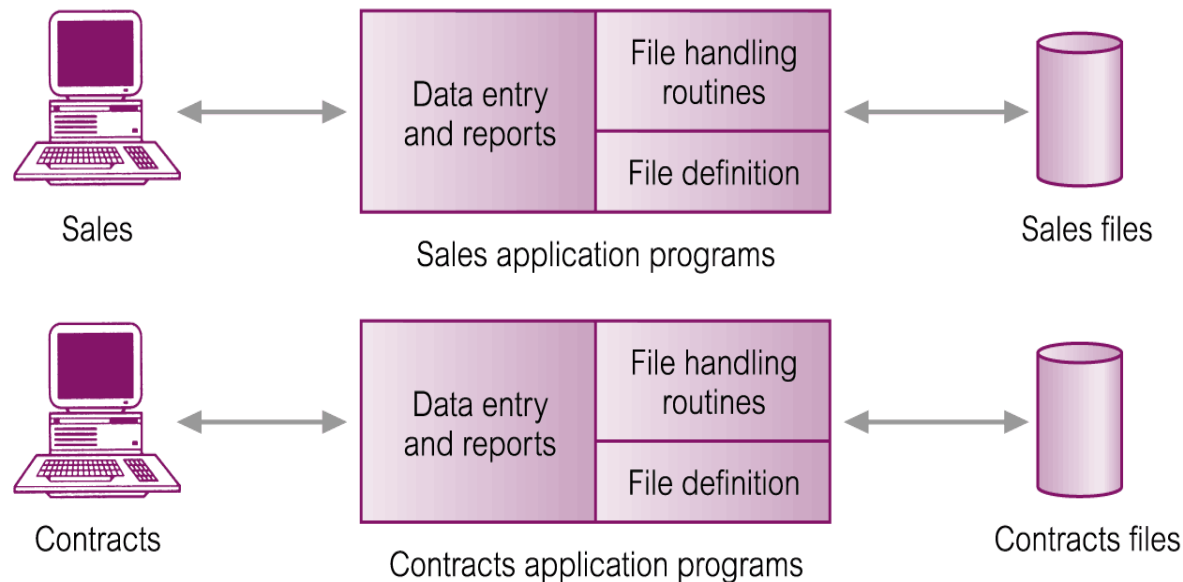 Data entry
and reports
File handling
routines
File definition
Sales
Sales application programs
Sales files
Data entry
and reports
File handling
routines
File definition
Contracts
Contracts application programs
Contracts files